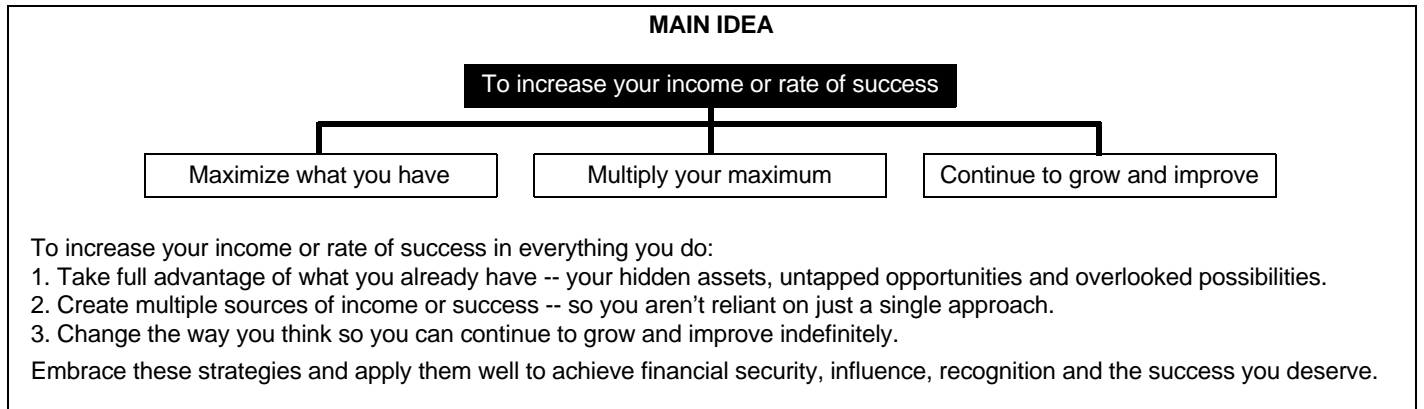 MAIN IDEA
To increase your income or rate of success
Maximize what you have
Multiply your maximum
Continue to grow and improve
To increase your income or rate of success in everything you do:
1. Take full advantage of what you already have -- your hidden assets, untapped opportunities and overlooked possibilities.
2. Create multiple sources of income or success -- so you aren't reliant on just a single approach.
3. Change the way you think so you can continue to grow and improve indefinitely.
Embrace these strategies and apply them well to achieve financial security, influence, recognition and the success you deserve.